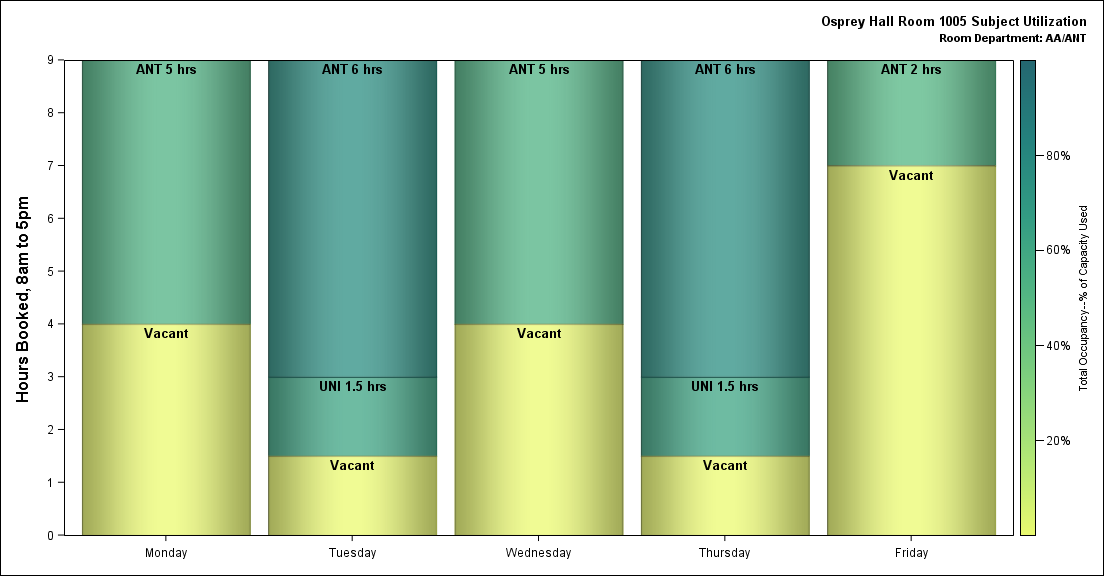 Osprey Hall Room 1005 Subject Utilization
Room Department: AA/ANT
Hours Booked, 8am to 5pm
9
8
7
6
5
4
3
2
1
0
ANT 5 hrs
Vacant
ANT 6 hrs
UNI 1.5 hrs
Vacant
ANT 5 hrs
Vacant
ANT 6 hrs
UNI 1.5 hrs
Vacant
ANT 2 hrs
Vacant
Monday
Tuesday
Wednesday
Thursday
Friday
80%
60%
40%
20%
Total Occupancy--% of Capacity Used